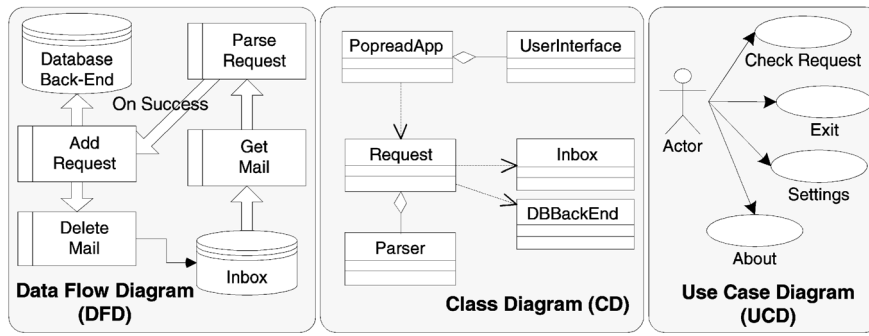 Database
Back-End
Parse
Request
On Success
Add
Request
Get
Mail
Delete
Mail
Inbox
Data Flow Diagram
(DFD)
PopreadApp
UserInterface
Request
Inbox
DBBackEnd
Parser
Class Diagram (CD)
Check Request
Actor
Exit
Settings
About
Use Case Diagram
(UCD)